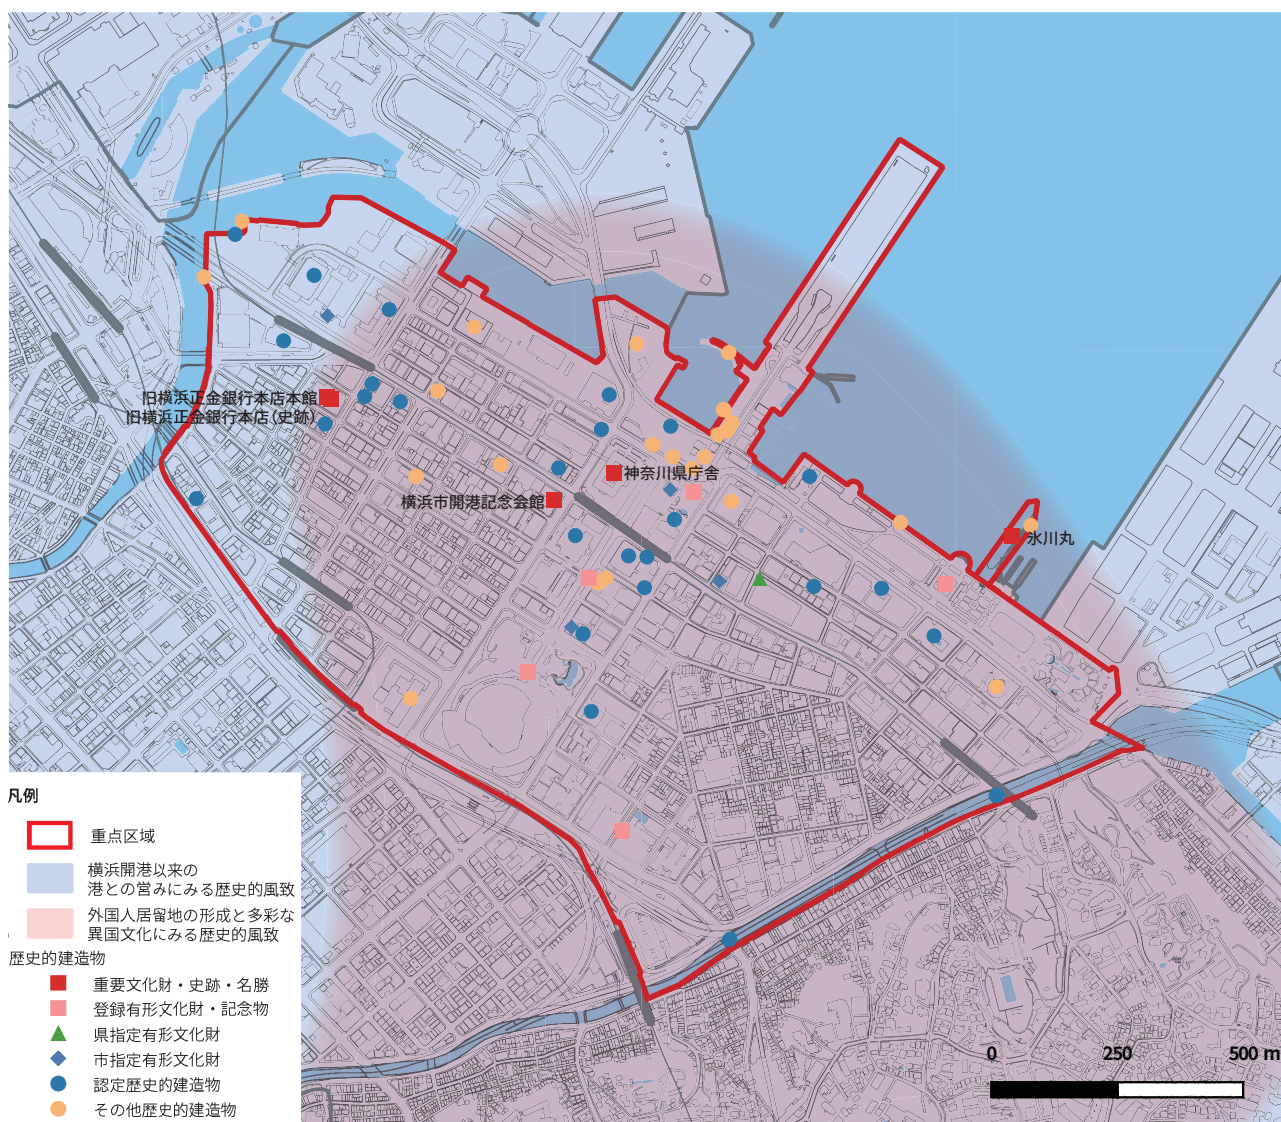 旧横浜正金銀行本店本館
旧横浜正金銀行本店(史跡)
神奈川県庁舎
横浜市開港記念会館
氷川丸
凡例
重点区域
横浜開港以来の
港との営みにみる歴史的風致
外国人居留地の形成と多彩な
異国文化にみる歴史的風致
歴史的建造物
重要文化財・史跡・名勝
登録有形文化財・記念物
県指定有形文化財
市指定有形文化財
認定歴史的建造物
その他歴史的建造物
0 250 500 m